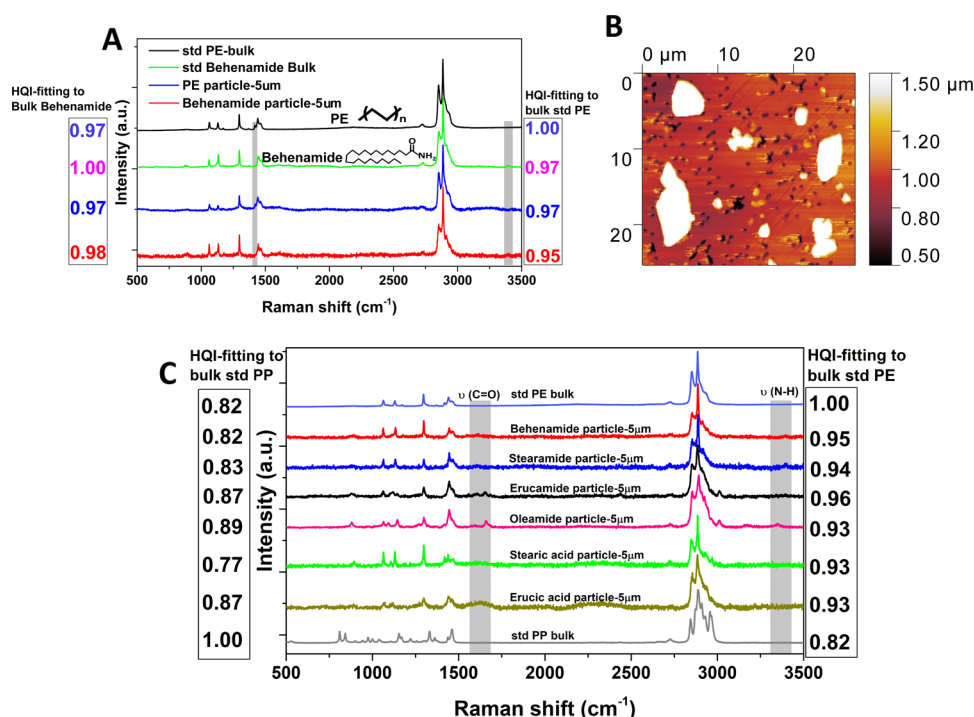 A
std PE-bulk
std Behenamide Bulk
PE particle-5um
Behenamide particle-5um
HQI-fitting to
Bulk Behenamide
0.97
1.00
0.97
0.98
HQI-fitting to
bulk std PE
1.00
0.97
0.97
0.95
PE
n
Behenamide
O
NH2
Intensity (a.u.)
500 1000 1500 2000 2500 3000 3500
Raman shift (cm-1)
B
0 µm 10 20
0
10
20
1.50 µm
1.20
1.00
0.80
0.50
C
HQI-fitting to
bulk std PP
0.82
0.82
0.83
0.87
0.89
0.77
0.87
1.00
HQI-fitting to
bulk std PE
1.00
0.95
0.94
0.96
0.93
0.93
0.93
0.82
υ (C=O)
υ (N-H)
std PE bulk
Behenamide particle-5µm
Stearamide particle-5µm
Erucamide particle-5µm
Oleamide particle-5µm
Stearic acid particle-5µm
Erucic acid particle-5µm
std PP bulk
Intensity (a.u.)
500 1000 1500 2000 2500 3000 3500
Raman shift (cm-1)